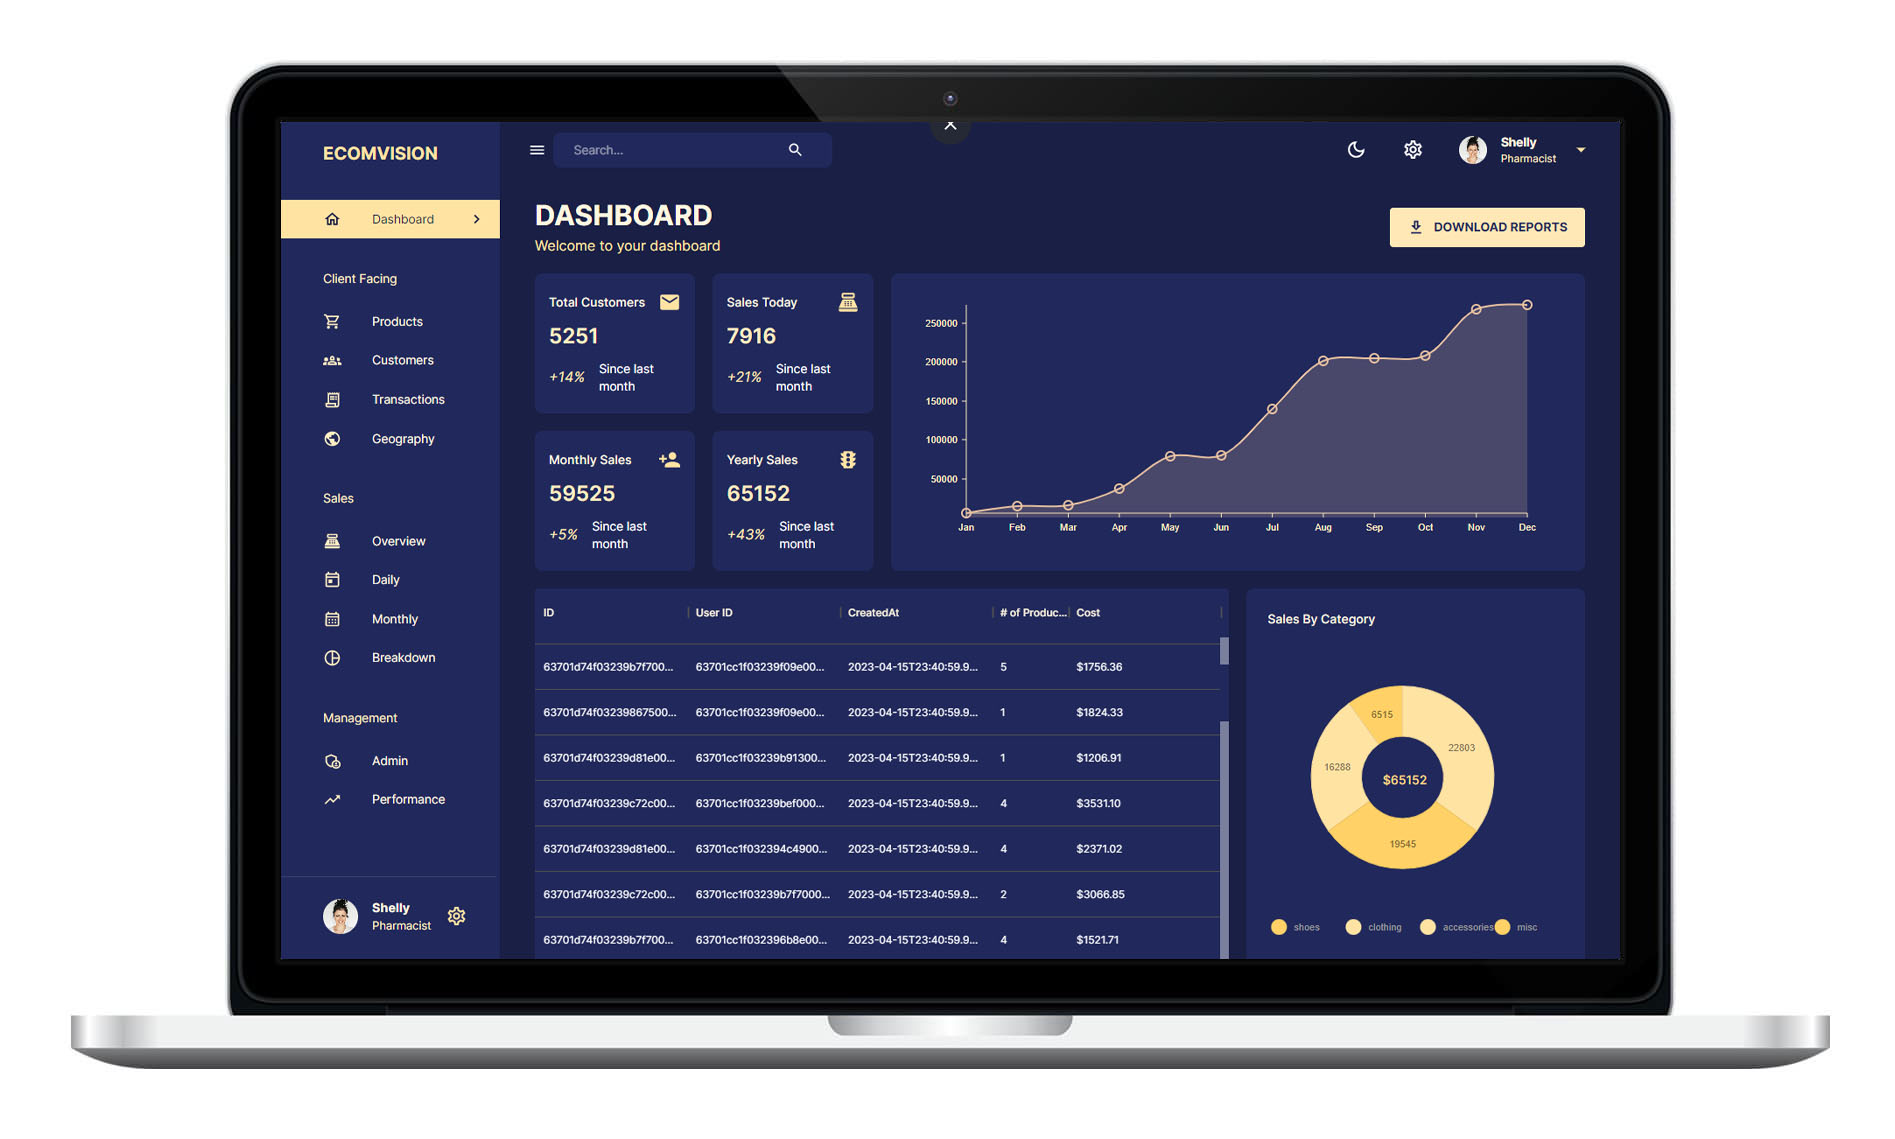 ECOMVISION
Dashboard
Client Facing
Products
Customers
Transactions
Geography
Sales
Overview
Daily
Monthly
Breakdown
Management
Admin
Performance
Shelly
Pharmacist
Search...
Shelly
Pharmacist
DASHBOARD
Welcome to your dashboard
DOWNLOAD REPORTS
Total Customers
5251
+14% Since last
month
Sales Today
7916
+21% Since last
month
Monthly Sales
59525
+5% Since last
month
Yearly Sales
65152
+43% Since last
month
250000
200000
150000
100000
50000
Jan Feb Mar Apr May Jun Jul Aug Sep Oct Nov Dec
ID User ID CreatedAt # of Produc... Cost
63701d74f03239b7f700... 63701cc1f03239f09e00... 2023-04-15T23:40:59.9... 5 $1756.36
63701d74f03239867500... 63701cc1f03239f09e00... 2023-04-15T23:40:59.9... 1 $1824.33
63701d74f03239d81e00... 63701cc1f03239b91300... 2023-04-15T23:40:59.9... 1 $1206.91
63701d74f03239c72c00... 63701cc1f03239bef000... 2023-04-15T23:40:59.9... 4 $3531.10
63701d74f03239d81e00... 63701cc1f032394c4900... 2023-04-15T23:40:59.9... 4 $2371.02
63701d74f03239c72c00... 63701cc1f03239b7f7000... 2023-04-15T23:40:59.9... 2 $3066.85
63701d74f03239b7f700... 63701cc1f032396b8e00... 2023-04-15T23:40:59.9... 4 $1521.71
Sales By Category
6515
22803
16288
$65152
19545
shoes clothing accessories misc